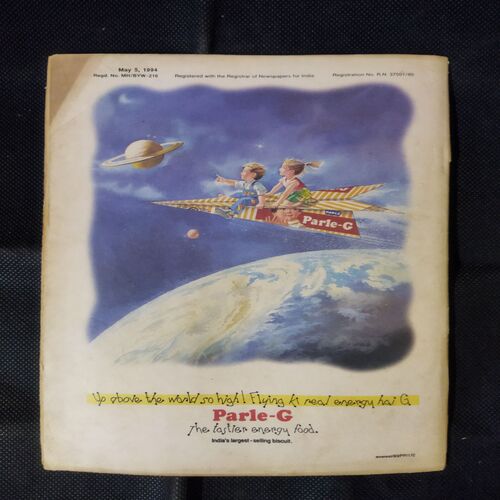 May 5, 1994
Regd. No. MH/BYW-216 Registered with the Registrar of Newspapers for India Registration No. R.N. 37591/80
PARLE
Parle-G
Up above the world so high! Flying ki real energy hai G
Parle-G
The tastier energy food.
India's largest-selling biscuit.